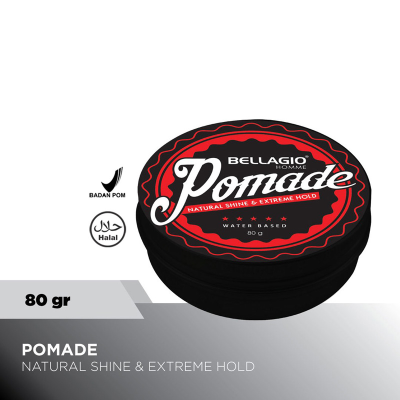 BELLAGIO®
HOMME
Pomade
NATURAL SHINE & EXTREME HOLD
WATER BASED
80 g
BADAN POM
حلال
Halal
80 gr
POMADE
NATURAL SHINE & EXTREME HOLD